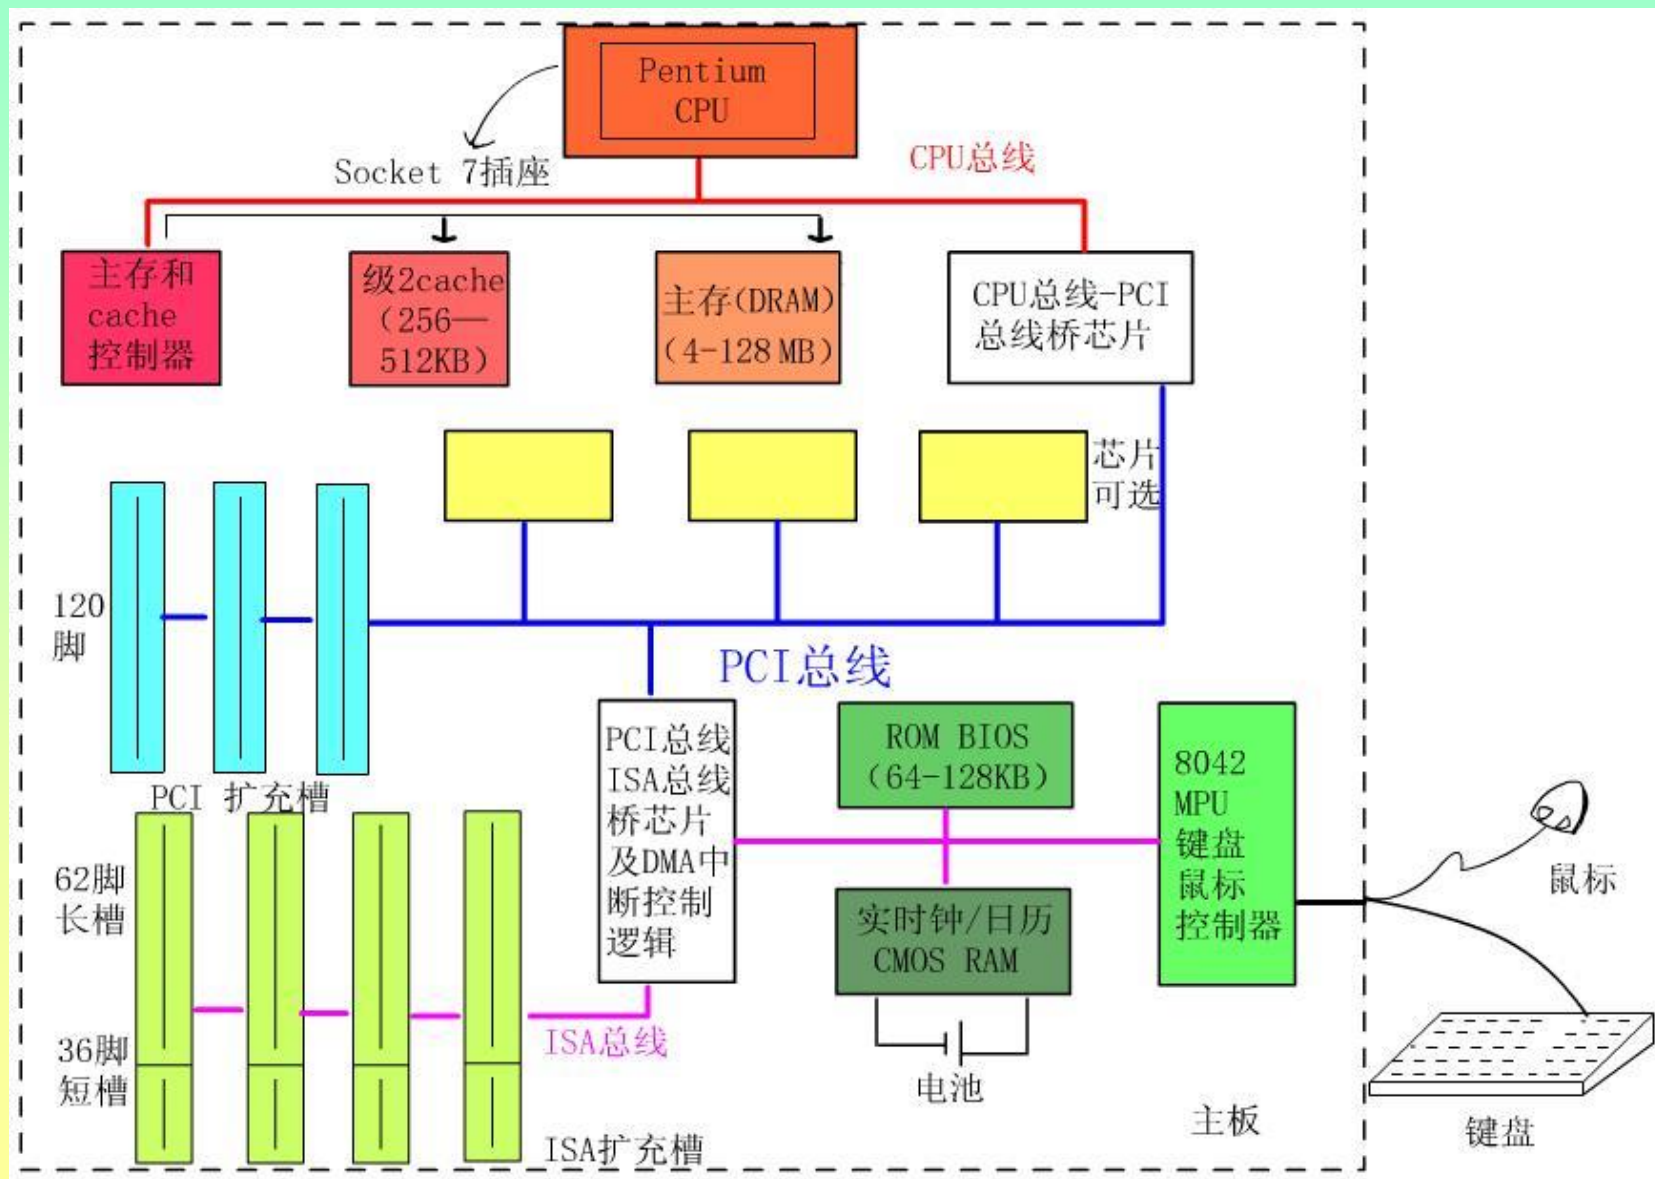 Pentium
CPU
CPU总线
Socket 7插座
主存和
cache
控制器
级2cache
（256—
512KB）
主存(DRAM)
（4-128MB）
CPU总线-PCI
总线桥芯片
芯片
可选
120
脚
PCI总线
PCI 扩充槽
PCI总线
ISA总线
桥芯片
及DMA中
断控制
逻辑
ROM BIOS
（64-128KB）
8042
MPU
键盘
鼠标
控制器
鼠标
62脚
长槽
实时钟/日历
CMOS RAM
ISA总线
36脚
短槽
电池
主板
键盘
ISA扩充槽